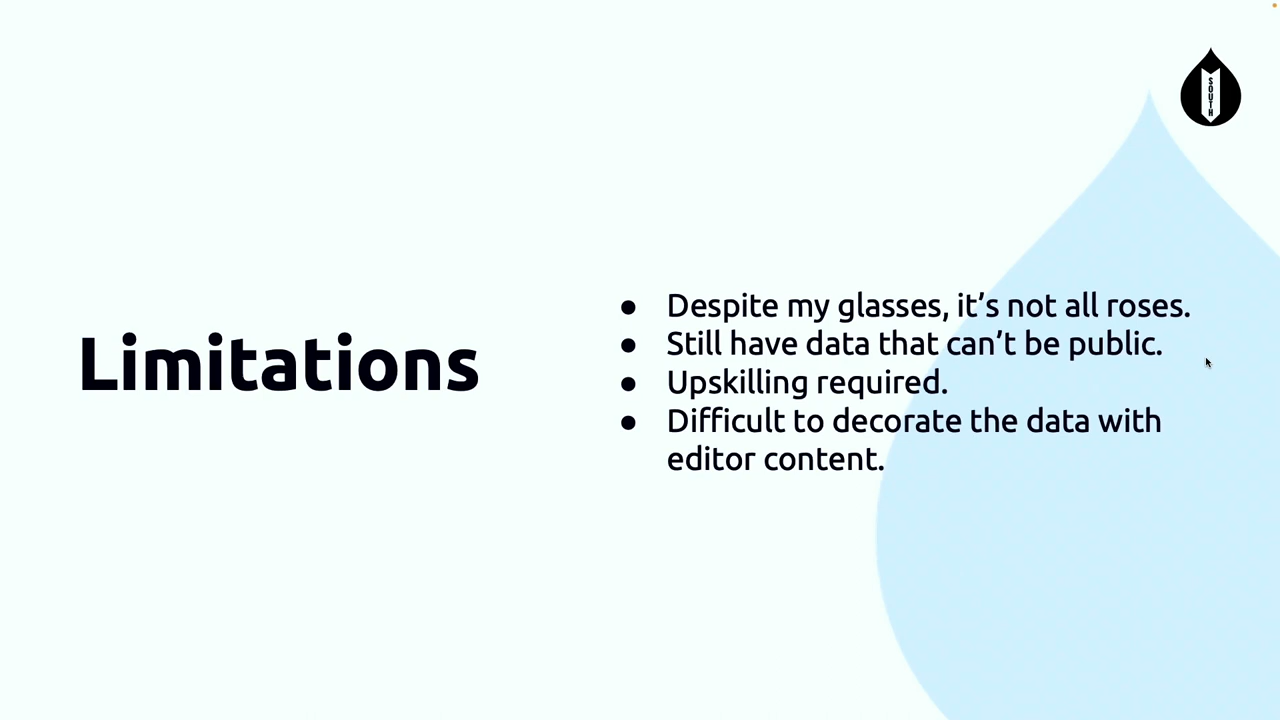 SOUTH
Limitations
● Despite my glasses, it’s not all roses.
● Still have data that can’t be public.
● Upskilling required.
● Difficult to decorate the data with
editor content.